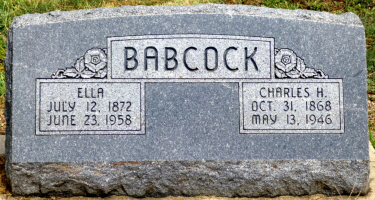 BABCOCK
ELLA
JULY 12, 1872
JUNE 23, 1958
CHARLES H.
OCT. 31, 1868
MAY 13, 1946